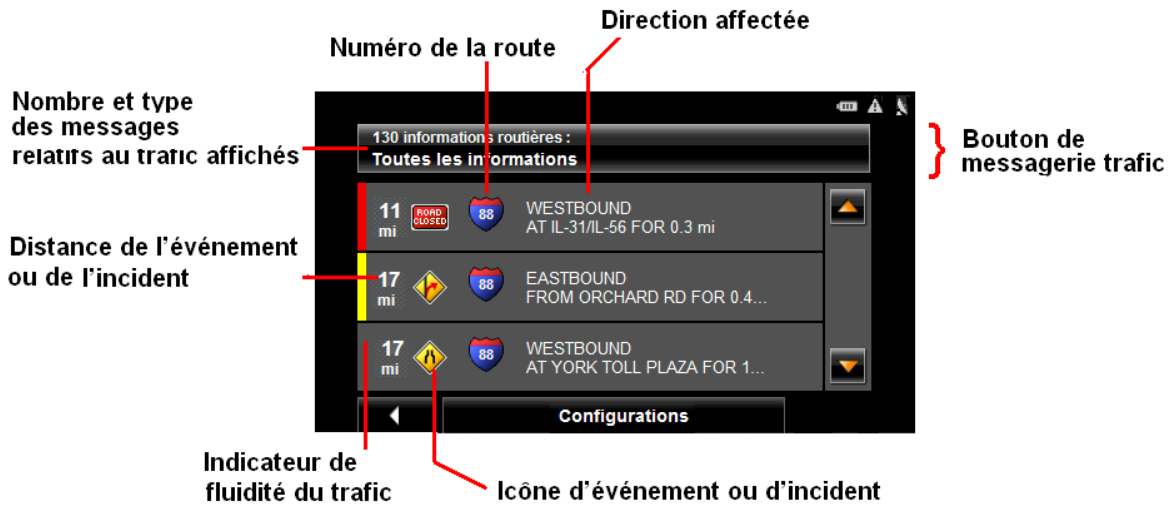 Direction affectée
Numéro de la route
Nombre et type
des messages
relatifs au trafic affichés
130 informations routières :
Toutes les informations
Bouton de
messagerie trafic
11
mi
ROAD
CLOSED
88
WESTBOUND
AT IL-31/IL-56 FOR 0.3 mi
Distance de l'événement
ou de l'incident
17
mi
88
EASTBOUND
FROM ORCHARD RD FOR 0.4...
17
mi
88
WESTBOUND
AT YORK TOLL PLAZA FOR 1...
Configurations
Indicateur de
fluidité du trafic
Icône d'événement ou d'incident